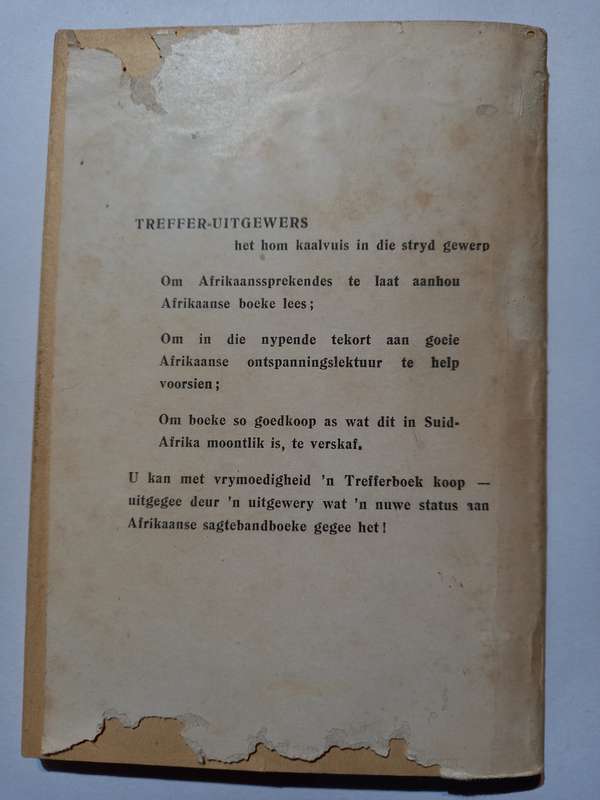 TREFFER-UITGEWERS
het hom kaalvuis in die stryd gewerp
Om Afrikaanssprekendes te laat aanhou
Afrikaanse boeke lees;
Om in die nypende tekort aan goeie
Afrikaanse ontspanningslektuur te help
voorsien;
Om boeke so goedkoop as wat dit in Suid-
Afrika moontlik is, te verskaf.
U kan met vrymoedigheid 'n Trefferboek koop —
uitgegee deur 'n uitgewery wat 'n nuwe status aan
Afrikaanse sagtebandboeke gegee het!